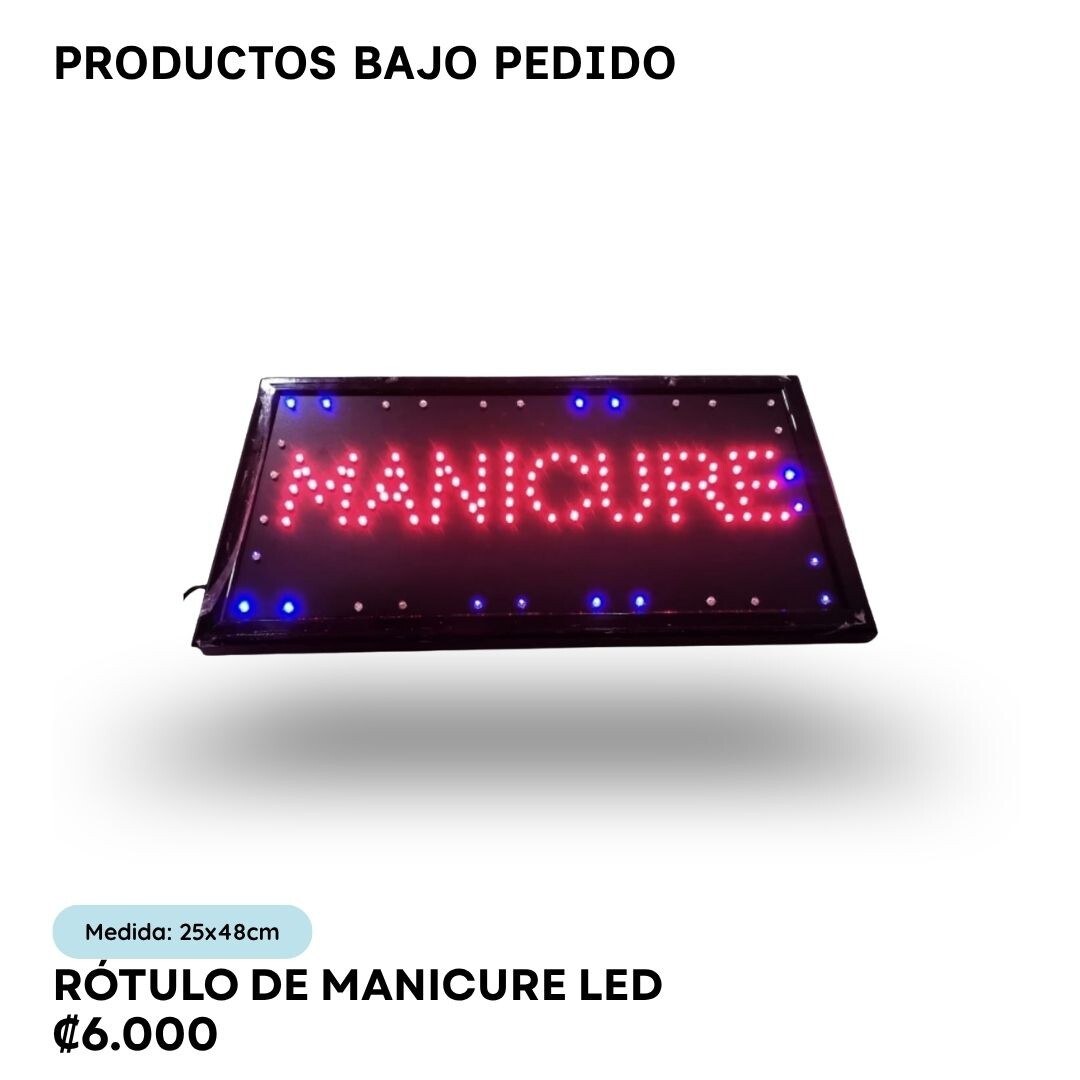 PRODUCTOS BAJO PEDIDO
MANICURE
Medida: 25x48cm
RÓTULO DE MANICURE LED
₡6.000